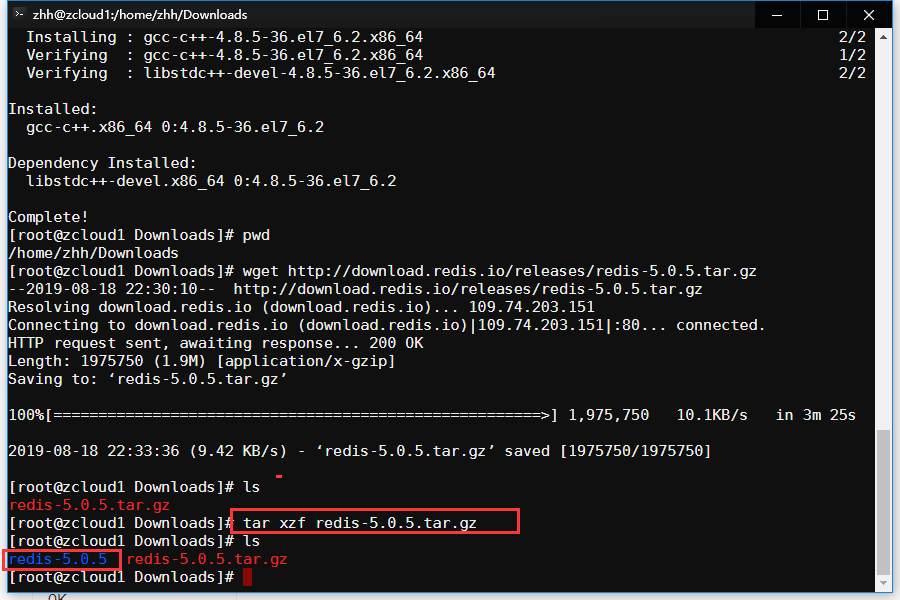 zhh@zcloud1:/home/zhh/Downloads
Installing : gcc-c++-4.8.5-36.el7_6.2.x86_64 2/2
Verifying : gcc-c++-4.8.5-36.el7_6.2.x86_64 1/2
Verifying : libstdc++-devel-4.8.5-36.el7_6.2.x86_64 2/2
Installed:
gcc-c++.x86_64 0:4.8.5-36.el7_6.2
Dependency Installed:
libstdc++-devel.x86_64 0:4.8.5-36.el7_6.2
Complete!
[root@zcloud1 Downloads]# pwd
/home/zhh/Downloads
[root@zcloud1 Downloads]# wget http://download.redis.io/releases/redis-5.0.5.tar.gz
--2019-08-18 22:30:10-- http://download.redis.io/releases/redis-5.0.5.tar.gz
Resolving download.redis.io (download.redis.io)... 109.74.203.151
Connecting to download.redis.io (download.redis.io)|109.74.203.151|:80... connected.
HTTP request sent, awaiting response... 200 OK
Length: 1975750 (1.9M) [application/x-gzip]
Saving to: ‘redis-5.0.5.tar.gz’
100%[======================================================>] 1,975,750 10.1KB/s in 3m 25s
2019-08-18 22:33:36 (9.42 KB/s) - ‘redis-5.0.5.tar.gz’ saved [1975750/1975750]
[root@zcloud1 Downloads]# ls
redis-5.0.5.tar.gz
[root@zcloud1 Downloads]# tar xzf redis-5.0.5.tar.gz
[root@zcloud1 Downloads]# ls
redis-5.0.5 redis-5.0.5.tar.gz
[root@zcloud1 Downloads]#
OK